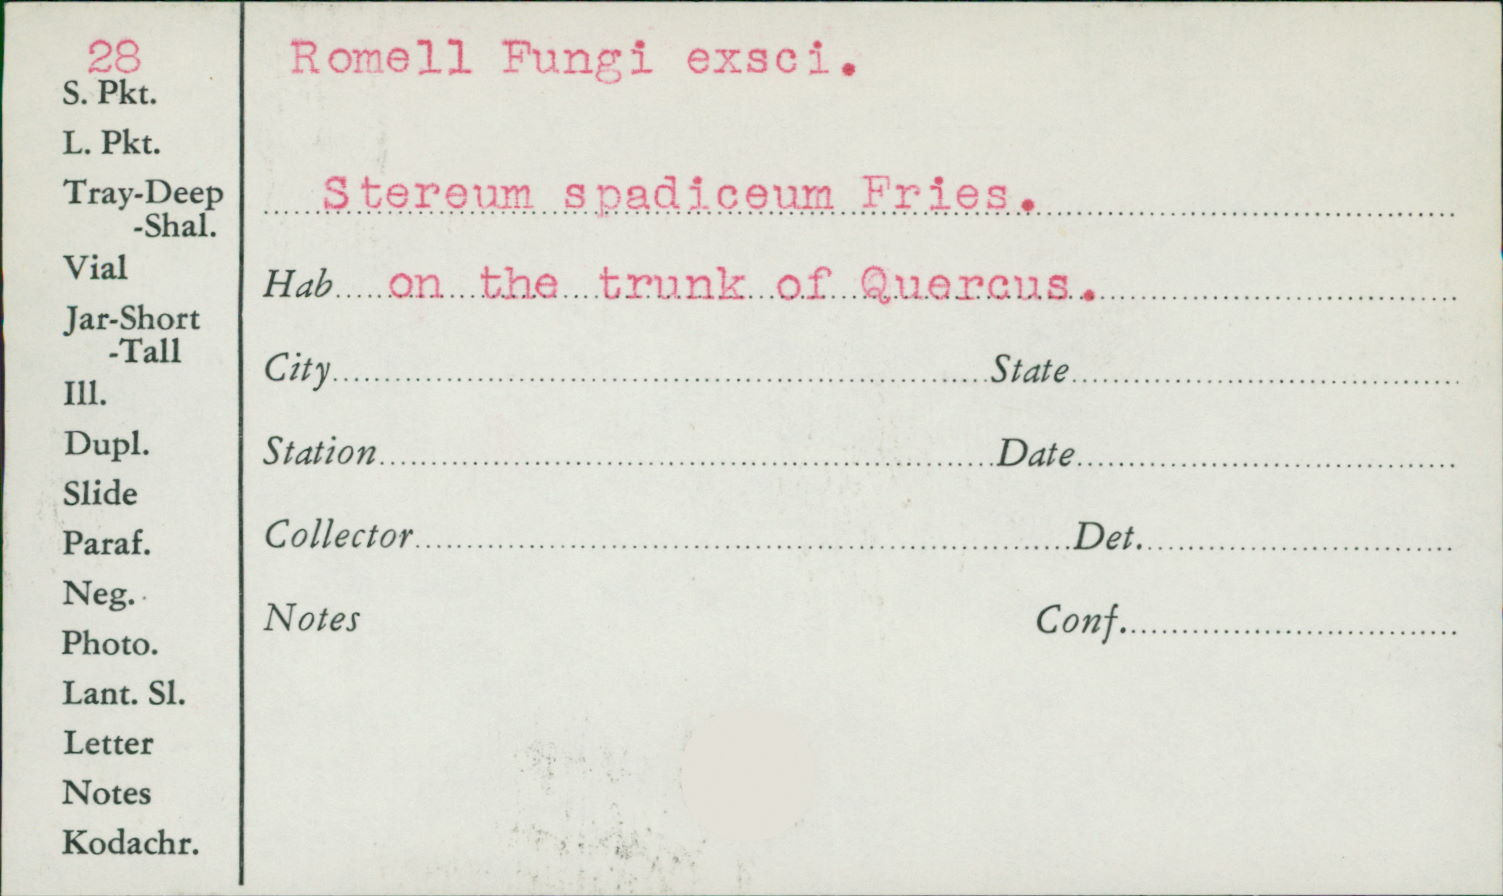 28
S. Pkt.
L. Pkt.
Tray-Deep
-Shal.
Vial
Jar-Short
-Tall
Ill.
Dupl.
Slide
Paraf.
Neg.
Photo.
Lant. Sl.
Letter
Notes
Kodachr.
Romell Fungi exsci.
Stereum spadiceum Fries.
Hab on the trunk of Quercus.
City State
Station Date
Collector Det.
Notes Conf.